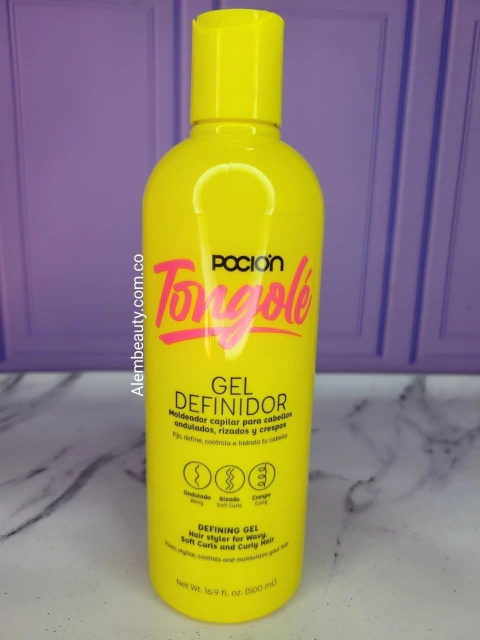 POCIÓN
Tongolé
GEL
DEFINIDOR
Moldeador capilar para cabellos
ondulados, rizados y crespos
Fija, define, controla e hidrata tu cabello
Ondulado Rizado Crespo
Wavy Soft Curls Curly
DEFINING GEL
Hair styler for Wavy,
Soft Curls and Curly Hair
Fixes, stylize, controls and moisturizes your hair
Net Wt. 16.9 fl. oz. (500 mL)
Alembeauty.com.co